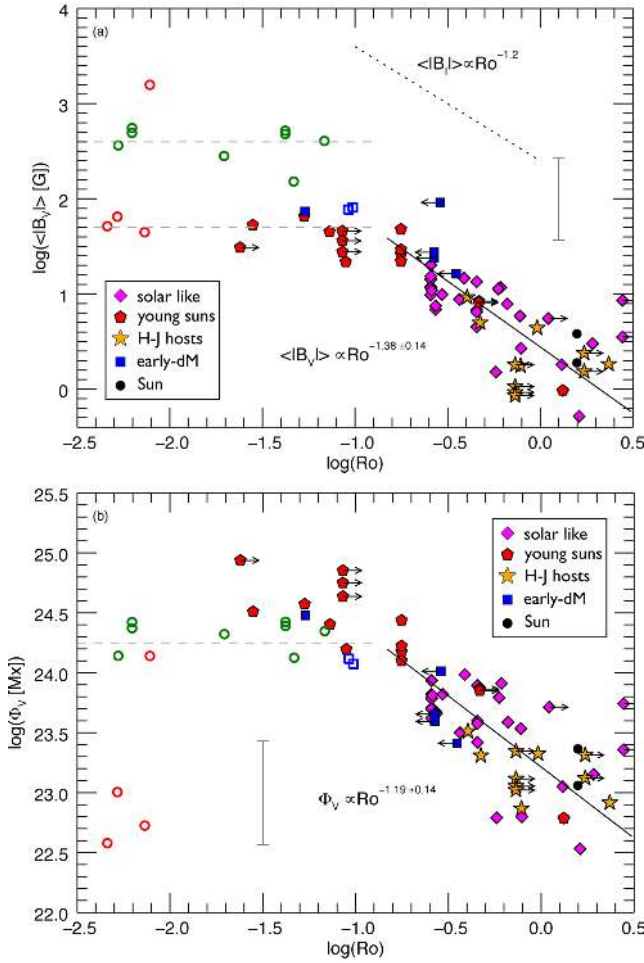 (a)
<|B_I|>∝Ro^-1.2
4
3
2
1
0
log(<|B_V|> [G]
solar like
young suns
H-J hosts
early-dM
Sun
<|B_V|> ∝Ro^-1.38 ±0.14
-2.5 -2.0 -1.5 -1.0 -0.5 0.0 0.5
log(Ro)
(b)
25.5
25.0
24.5
24.0
23.5
23.0
22.5
22.0
log(Φ_V [Mx]
solar like
young suns
H-J hosts
early-dM
Sun
Φ_V ∝Ro^-1.19 ±0.14
-2.5 -2.0 -1.5 -1.0 -0.5 0.0 0.5
log(Ro)